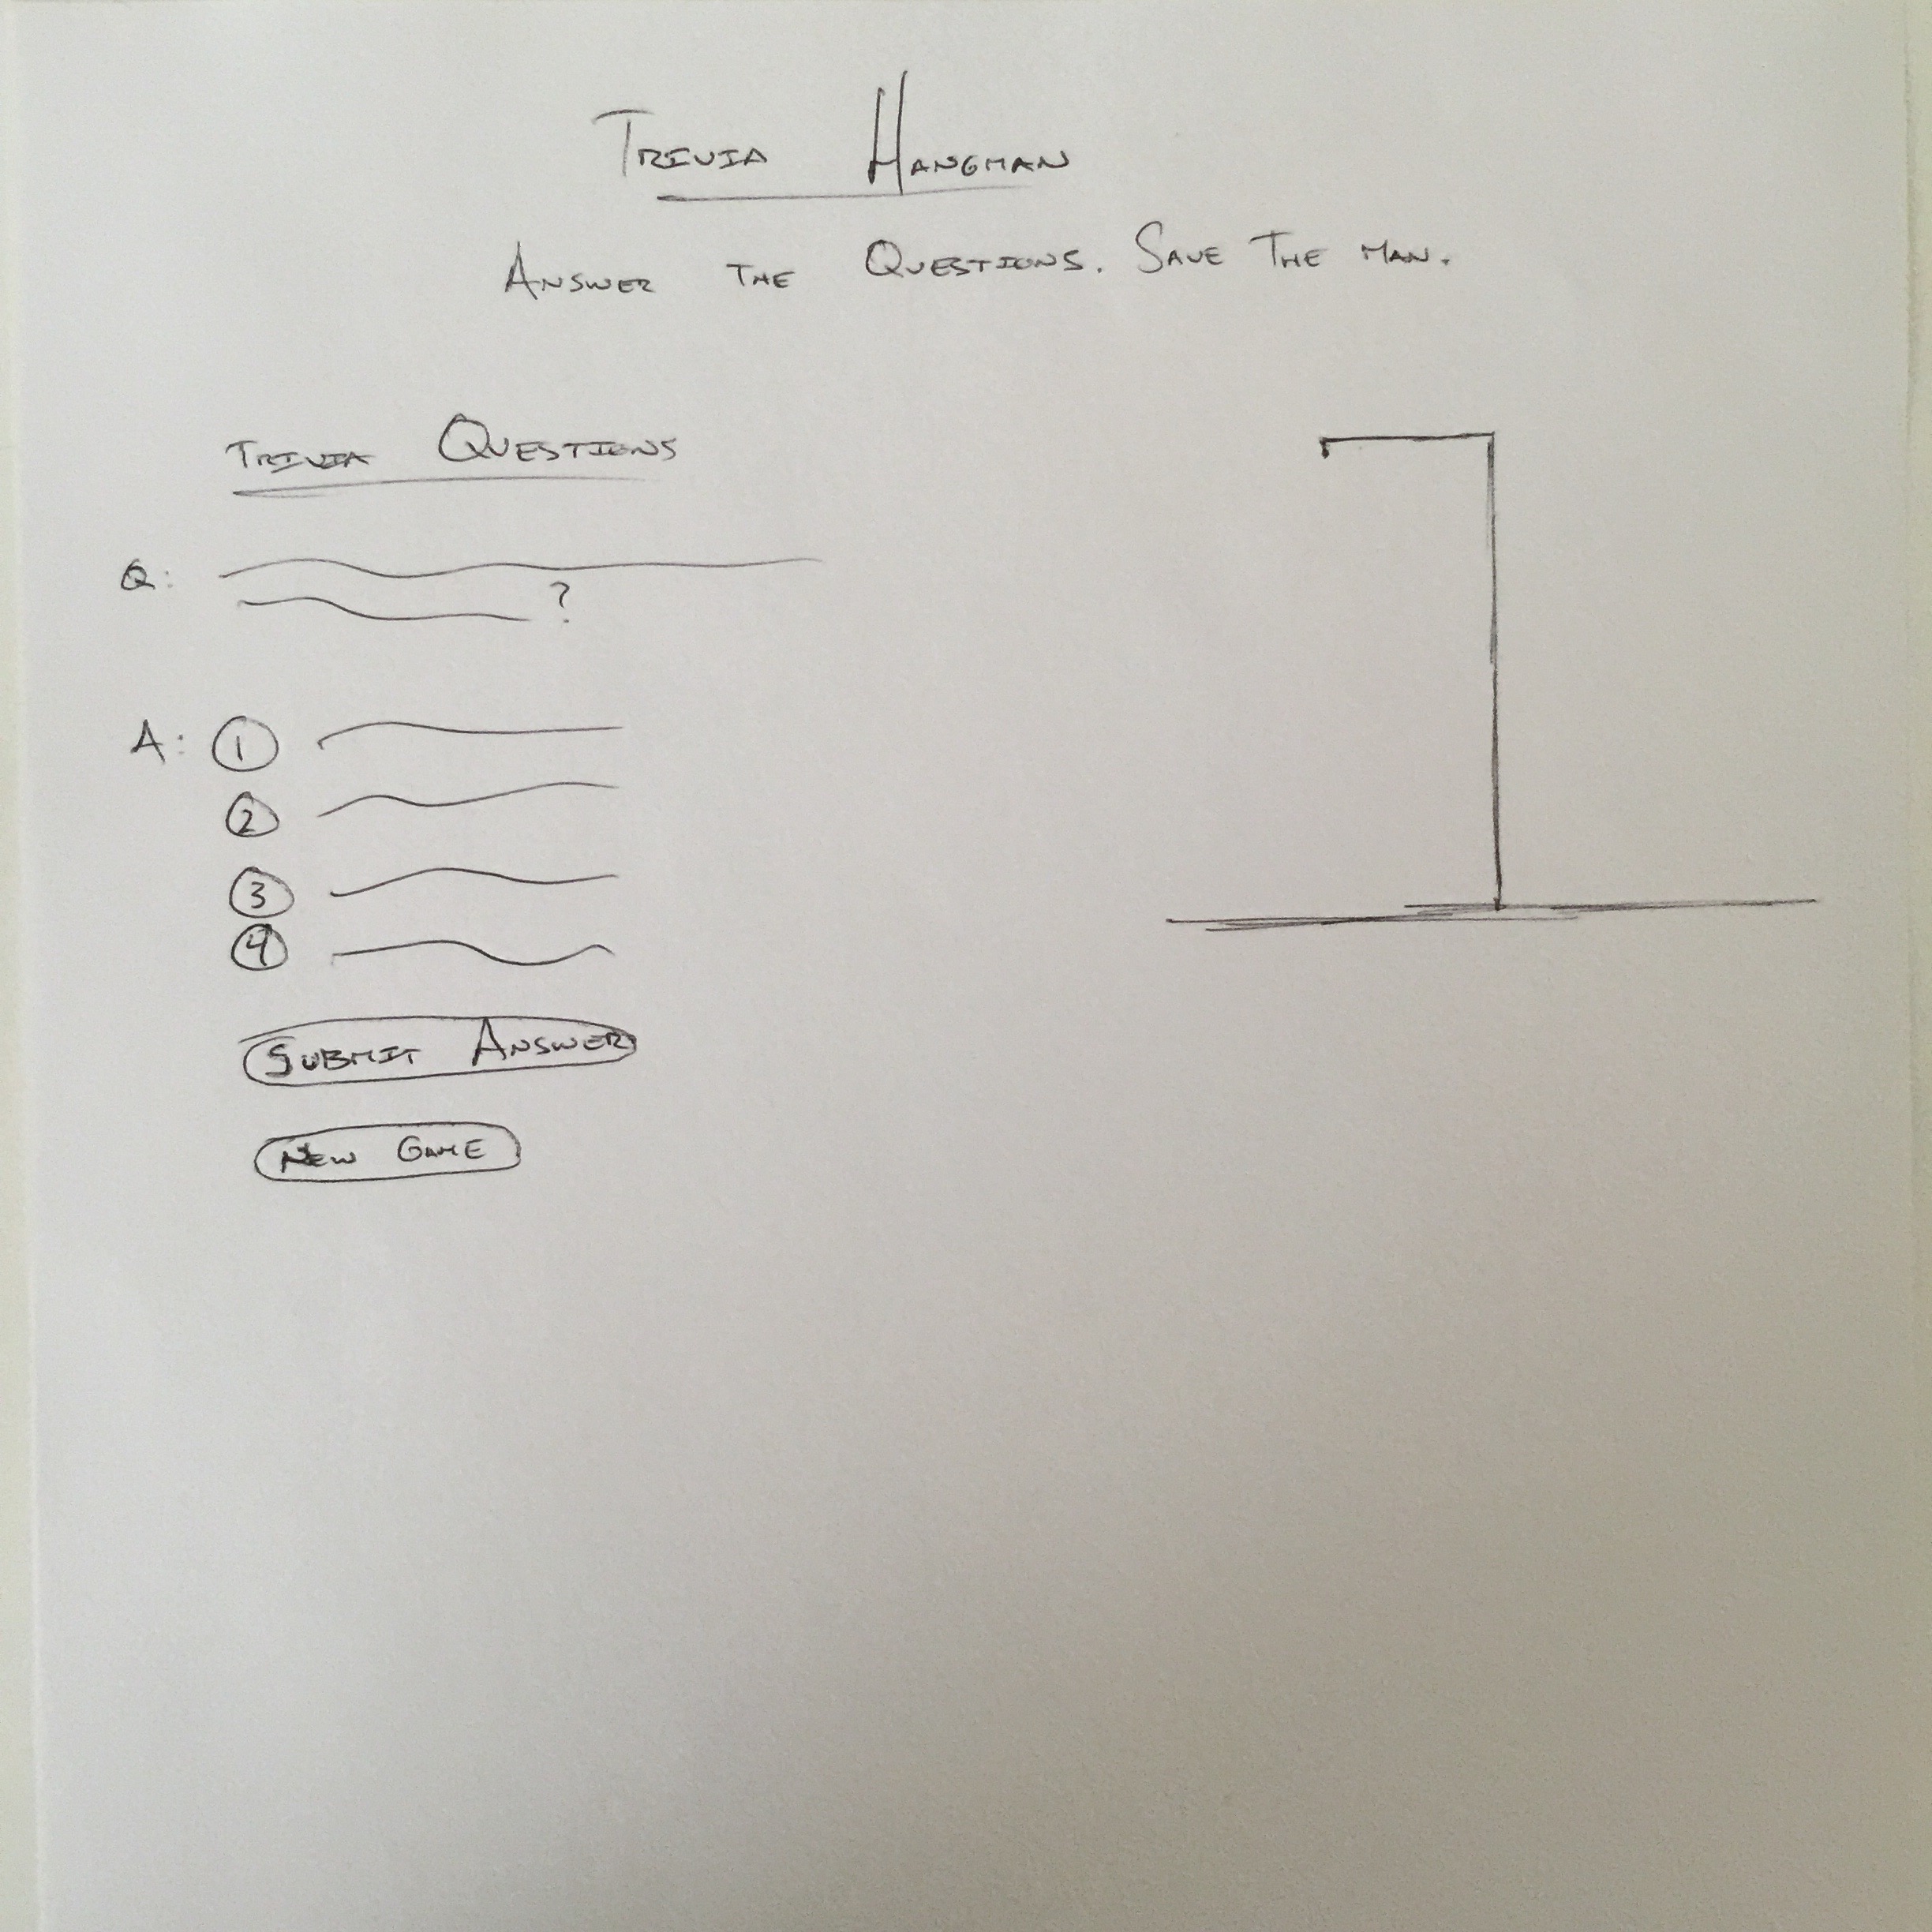 Trivia Hangman
Answer the Questions. Save the man.
Trivia Questions
Q:
?
A: 1
2
3
4
Submit Answer
New Game